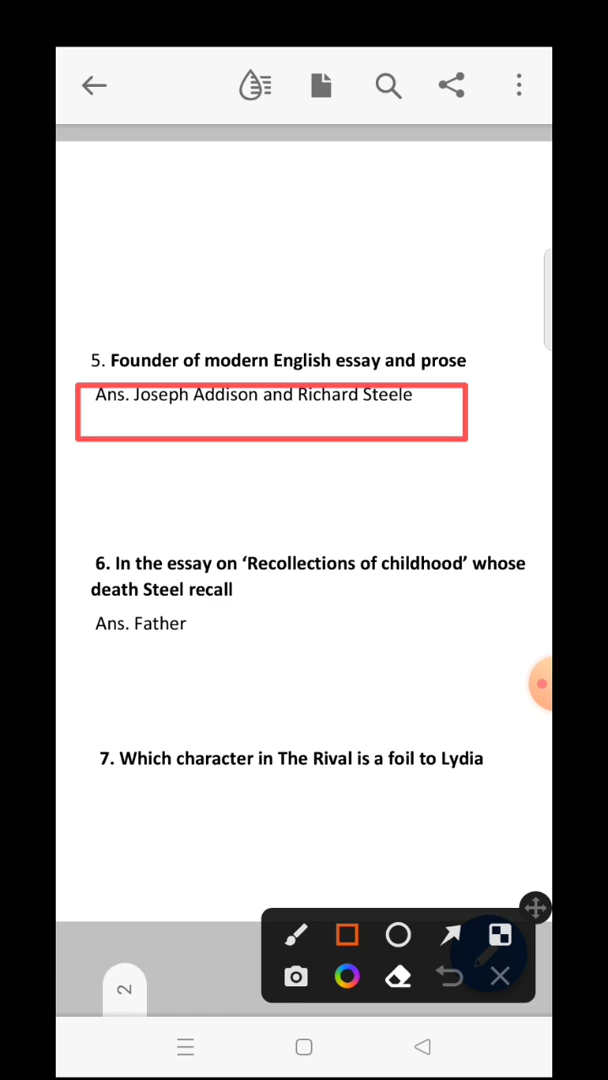 5. Founder of modern English essay and prose
Ans. Joseph Addison and Richard Steele
6. In the essay on ‘Recollections of childhood’ whose
death Steel recall
Ans. Father
7. Which character in The Rival is a foil to Lydia
2